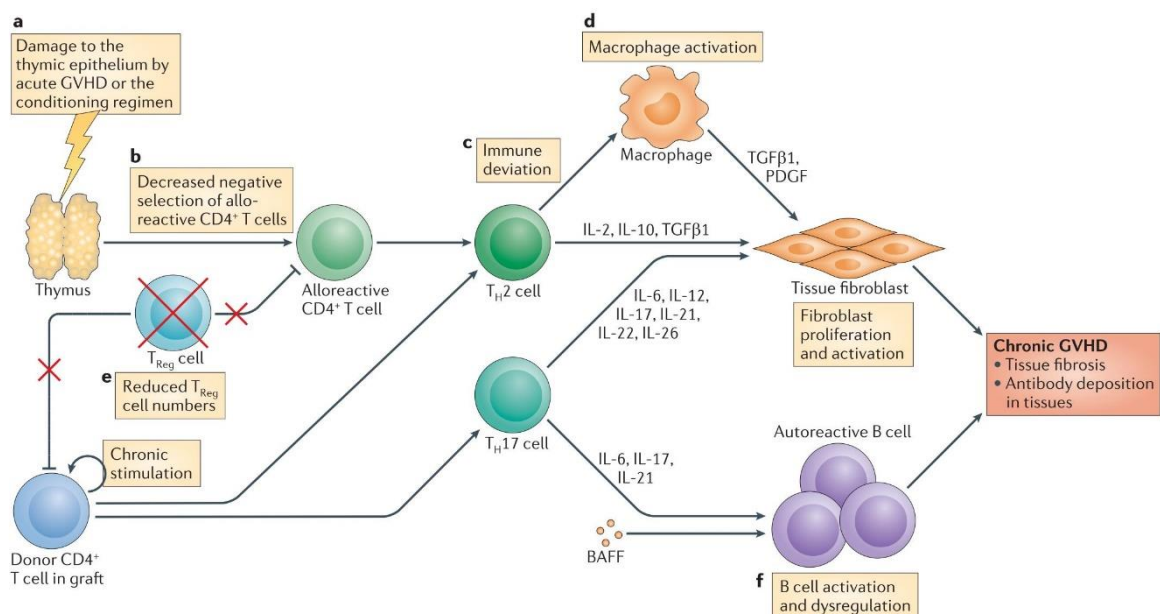 a
Damage to the
thymic epithelium by
acute GVHD or the
conditioning regimen
Thymus
b
Decreased negative
selection of allo-
reactive CD4⁺ T cells
Alloreactive
CD4⁺ T cell
T_Reg cell
e
Reduced T_Reg
cell numbers
Chronic
stimulation
Donor CD4⁺
T cell in graft
c
Immune
deviation
T_H2 cell
T_H17 cell
d
Macrophage activation
Macrophage
TGFβ1,
PDGF
IL-2, IL-10, TGFβ1
IL-6, IL-12,
IL-17, IL-21,
IL-22, IL-26
Tissue fibroblast
Fibroblast
proliferation
and activation
IL-6, IL-17,
IL-21
BAFF
Autoreactive B cell
f
B cell activation
and dysregulation
Chronic GVHD
• Tissue fibrosis
• Antibody deposition
in tissues